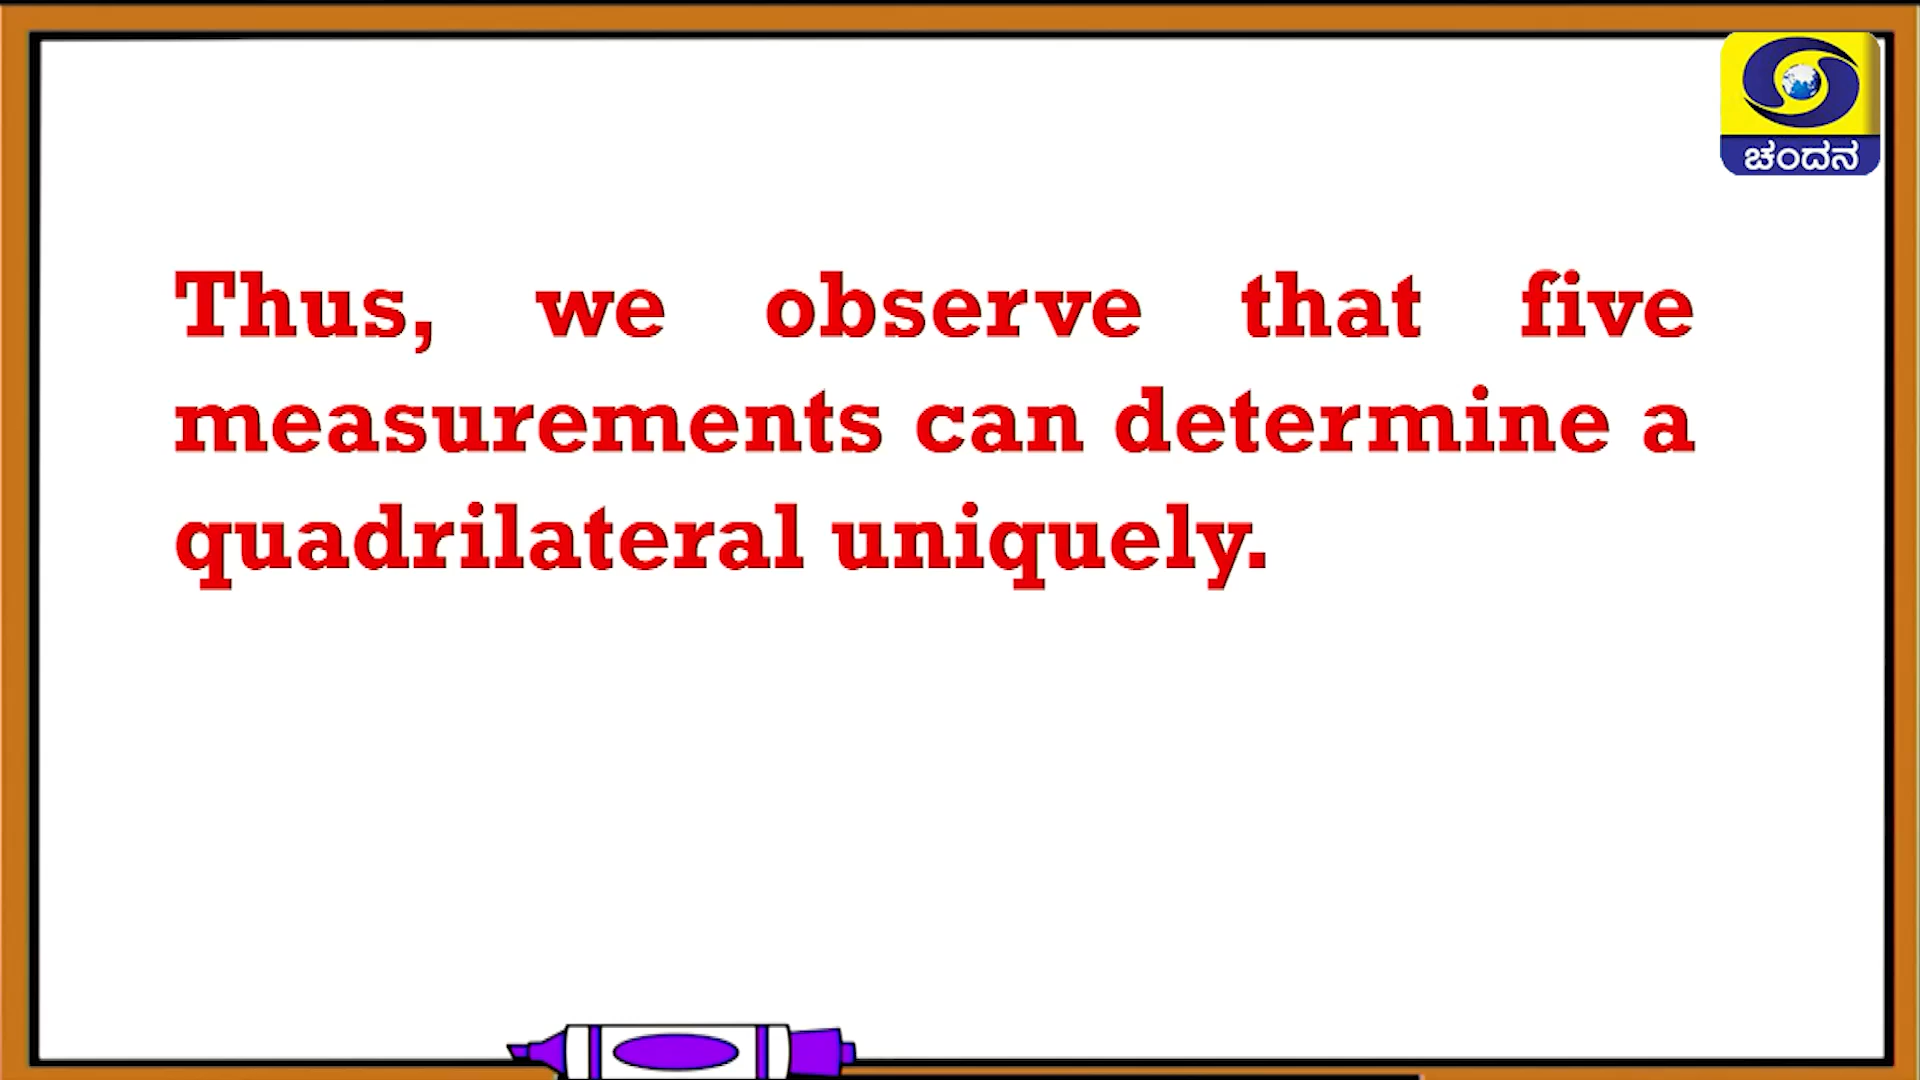 ಚಂದನ
Thus, we observe that five
measurements can determine a
quadrilateral uniquely.